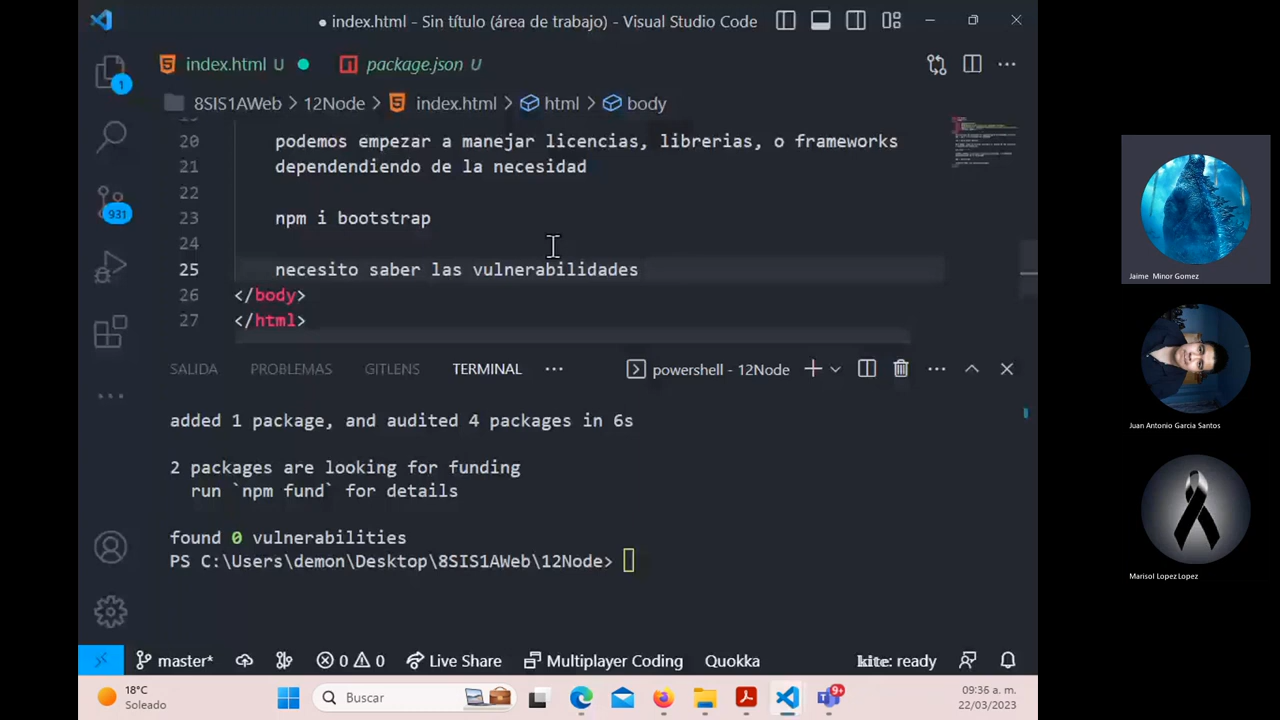 ● index.html - Sin título (área de trabajo) - Visual Studio Code
index.html U ● package.json U
8SIS1AWeb > 12Node > index.html > html > body
20 podemos empezar a manejar licencias, librerias, o frameworks
21 dependendiendo de la necesidad
22
23 npm i bootstrap
24
25 necesito saber las vulnerabilidades
26 </body>
27 </html>
SALIDA PROBLEMAS GITLENS TERMINAL ··· powershell - 12Node
added 1 package, and audited 4 packages in 6s
2 packages are looking for funding
run `npm fund` for details
found 0 vulnerabilities
PS C:\Users\demon\Desktop\8SIS1AWeb\12Node>
1
931
master* 0 0 Live Share Multiplayer Coding Quokka kite: ready
18°C
Soleado
Buscar
9+
09:36 a. m.
22/03/2023
Jaime Minor Gomez
Juan Antonio Garcia Santos
Marisol Lopez Lopez